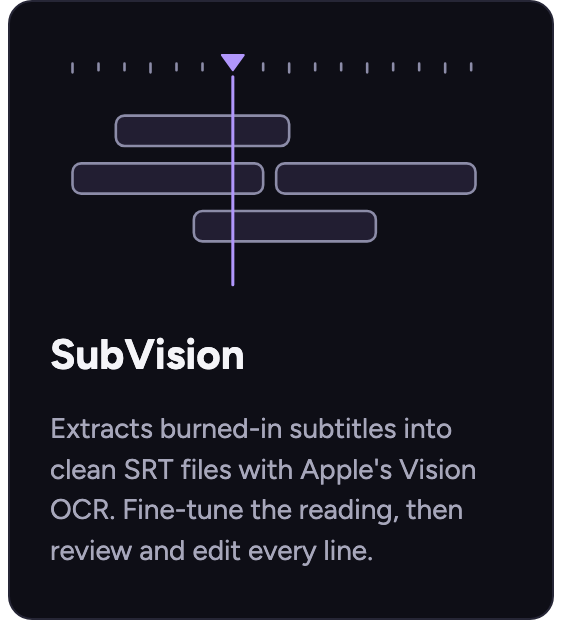 SubVision
Extracts burned-in subtitles into
clean SRT files with Apple's Vision
OCR. Fine-tune the reading, then
review and edit every line.